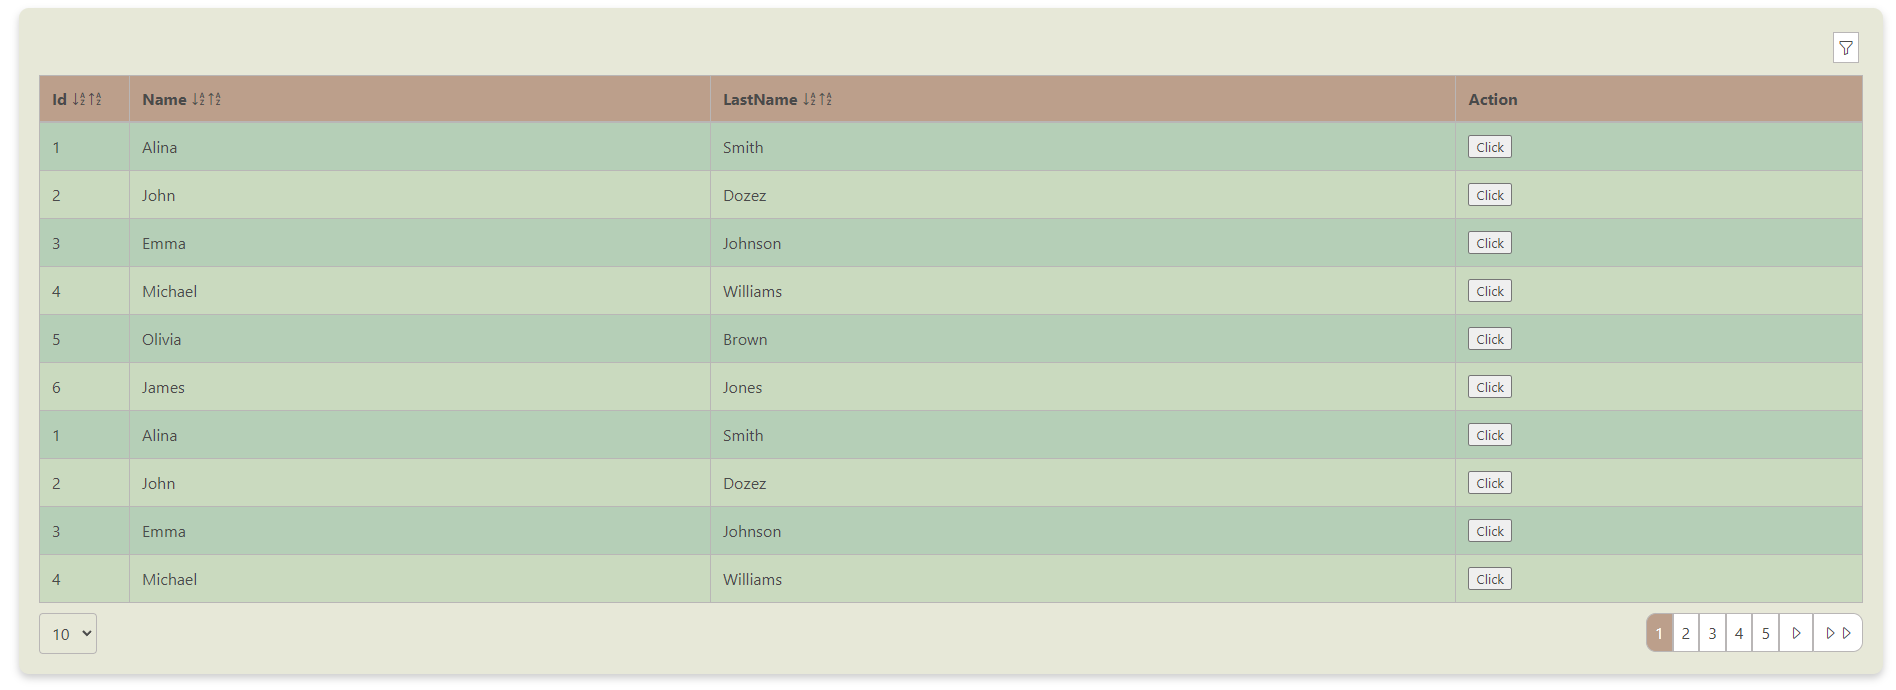 Id Name LastName Action
1 Alina Smith Click
2 John Dozez Click
3 Emma Johnson Click
4 Michael Williams Click
5 Olivia Brown Click
6 James Jones Click
1 Alina Smith Click
2 John Dozez Click
3 Emma Johnson Click
4 Michael Williams Click
10 1 2 3 4 5